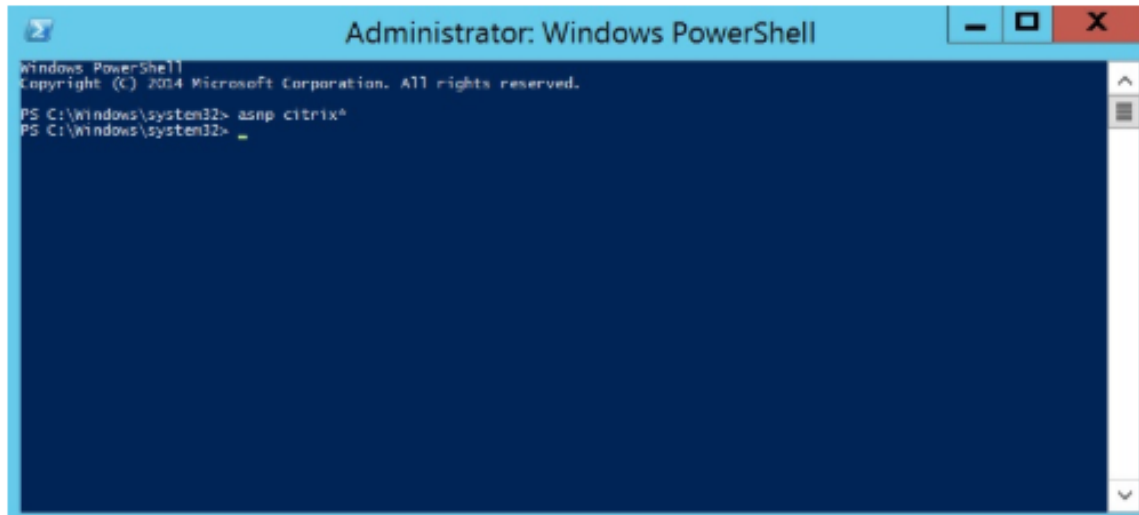 Administrator: Windows PowerShell
Windows PowerShell
Copyright (C) 2014 Microsoft Corporation. All rights reserved.
PS C:\Windows\system32> asnp citrix*
PS C:\Windows\system32> _